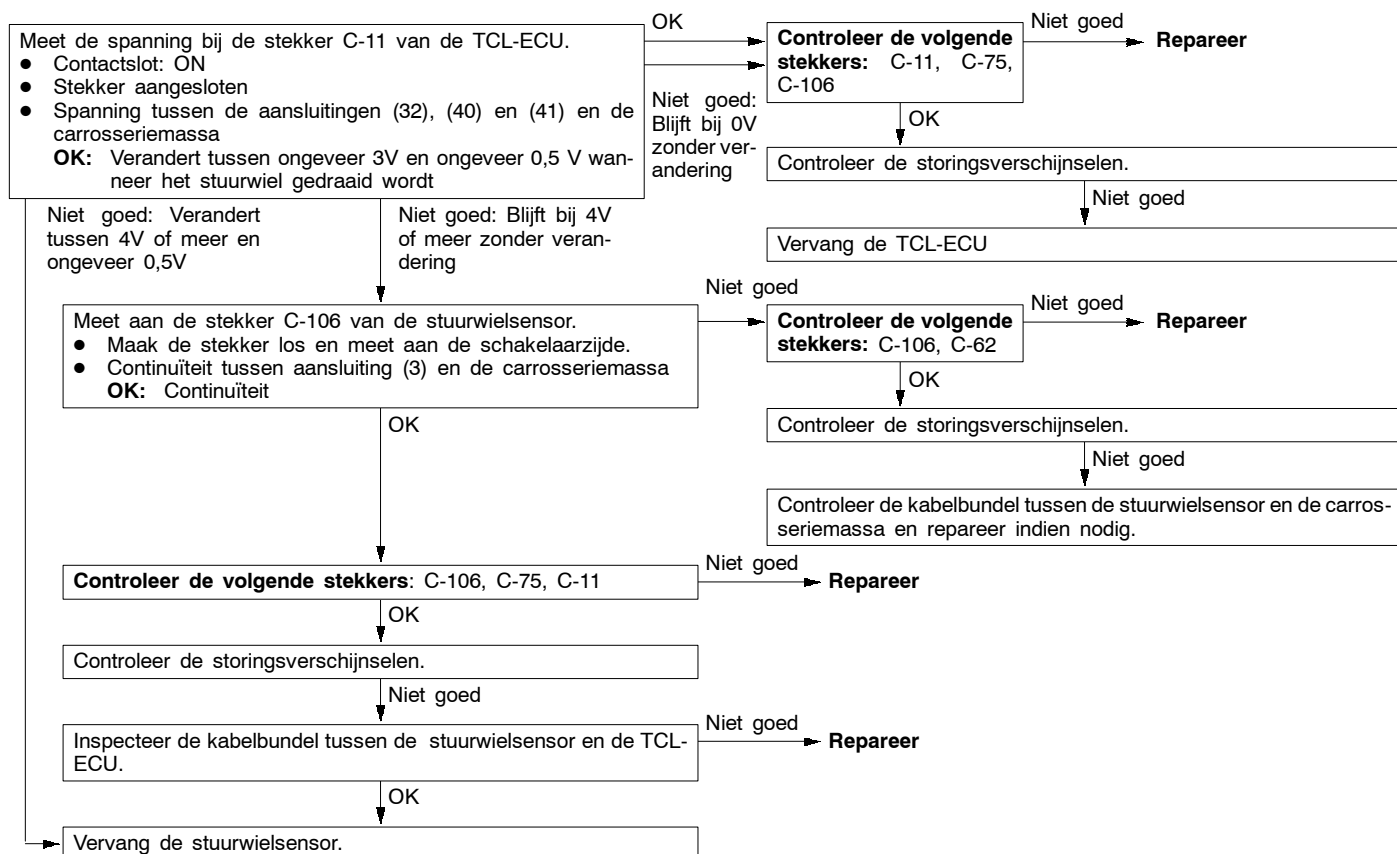 Meet de spanning bij de stekker C-11 van de TCL-ECU.
● Contactslot: ON
● Stekker aangesloten
● Spanning tussen de aansluitingen (32), (40) en (41) en de
carrosseriemassa
OK: Verandert tussen ongeveer 3V en ongeveer 0,5 V wan-
neer het stuurwiel gedraaid wordt
OK
Niet goed:
Blijft bij 0V
zonder ver-
andering
Controleer de volgende
stekkers: C-11, C-75,
C-106
Niet goed
Repareer
OK
Controleer de storingsverschijnselen.
Niet goed
Vervang de TCL-ECU
Niet goed: Verandert
tussen 4V of meer en
ongeveer 0,5V
Niet goed: Blijft bij 4V
of meer zonder veran-
dering
Meet aan de stekker C-106 van de stuurwielsensor.
● Maak de stekker los en meet aan de schakelaarzijde.
● Continuïteit tussen aansluiting (3) en de carrosseriemassa
OK: Continuïteit
Niet goed
Controleer de volgende
stekkers: C-106, C-62
Niet goed
Repareer
OK
Controleer de storingsverschijnselen.
Niet goed
Controleer de kabelbundel tussen de stuurwielsensor en de carros-
seriemassa en repareer indien nodig.
OK
Controleer de volgende stekkers: C-106, C-75, C-11
Niet goed
Repareer
OK
Controleer de storingsverschijnselen.
Niet goed
Inspecteer de kabelbundel tussen de stuurwielsensor en de TCL-
ECU.
Niet goed
Repareer
OK
Vervang de stuurwielsensor.